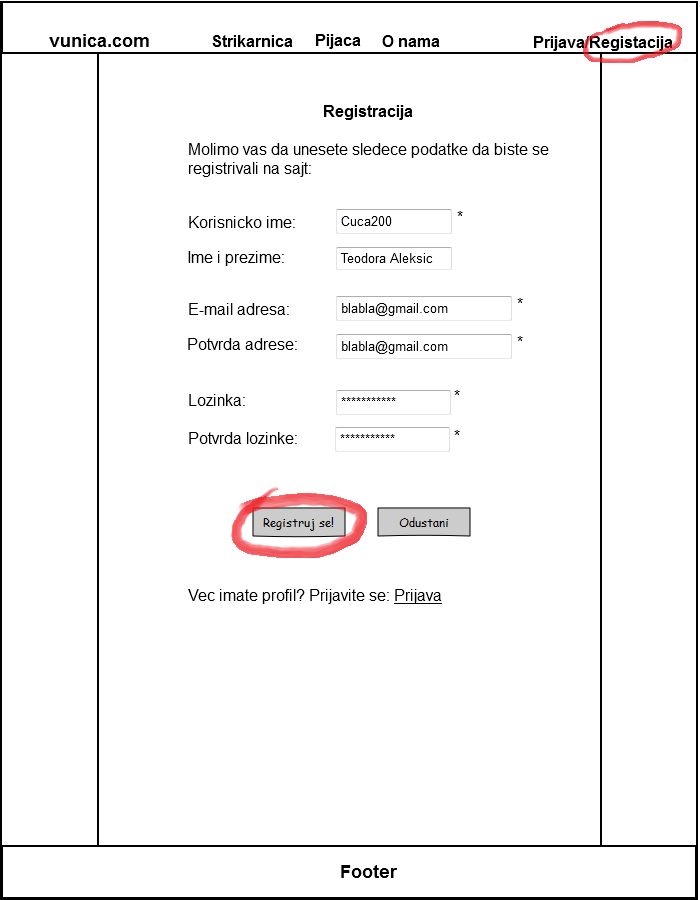 vunica.com Strikarnica Pijaca O nama Prijava/Registacija
Registracija
Molimo vas da unesete sledece podatke da biste se
registrivali na sajt:
Korisnicko ime: Cuca200 *
Ime i prezime: Teodora Aleksic
E-mail adresa: blabla@gmail.com *
Potvrda adrese: blabla@gmail.com *
Lozinka: *********** *
Potvrda lozinke: *********** *
Registruj se! Odustani
Vec imate profil? Prijavite se: Prijava
Footer